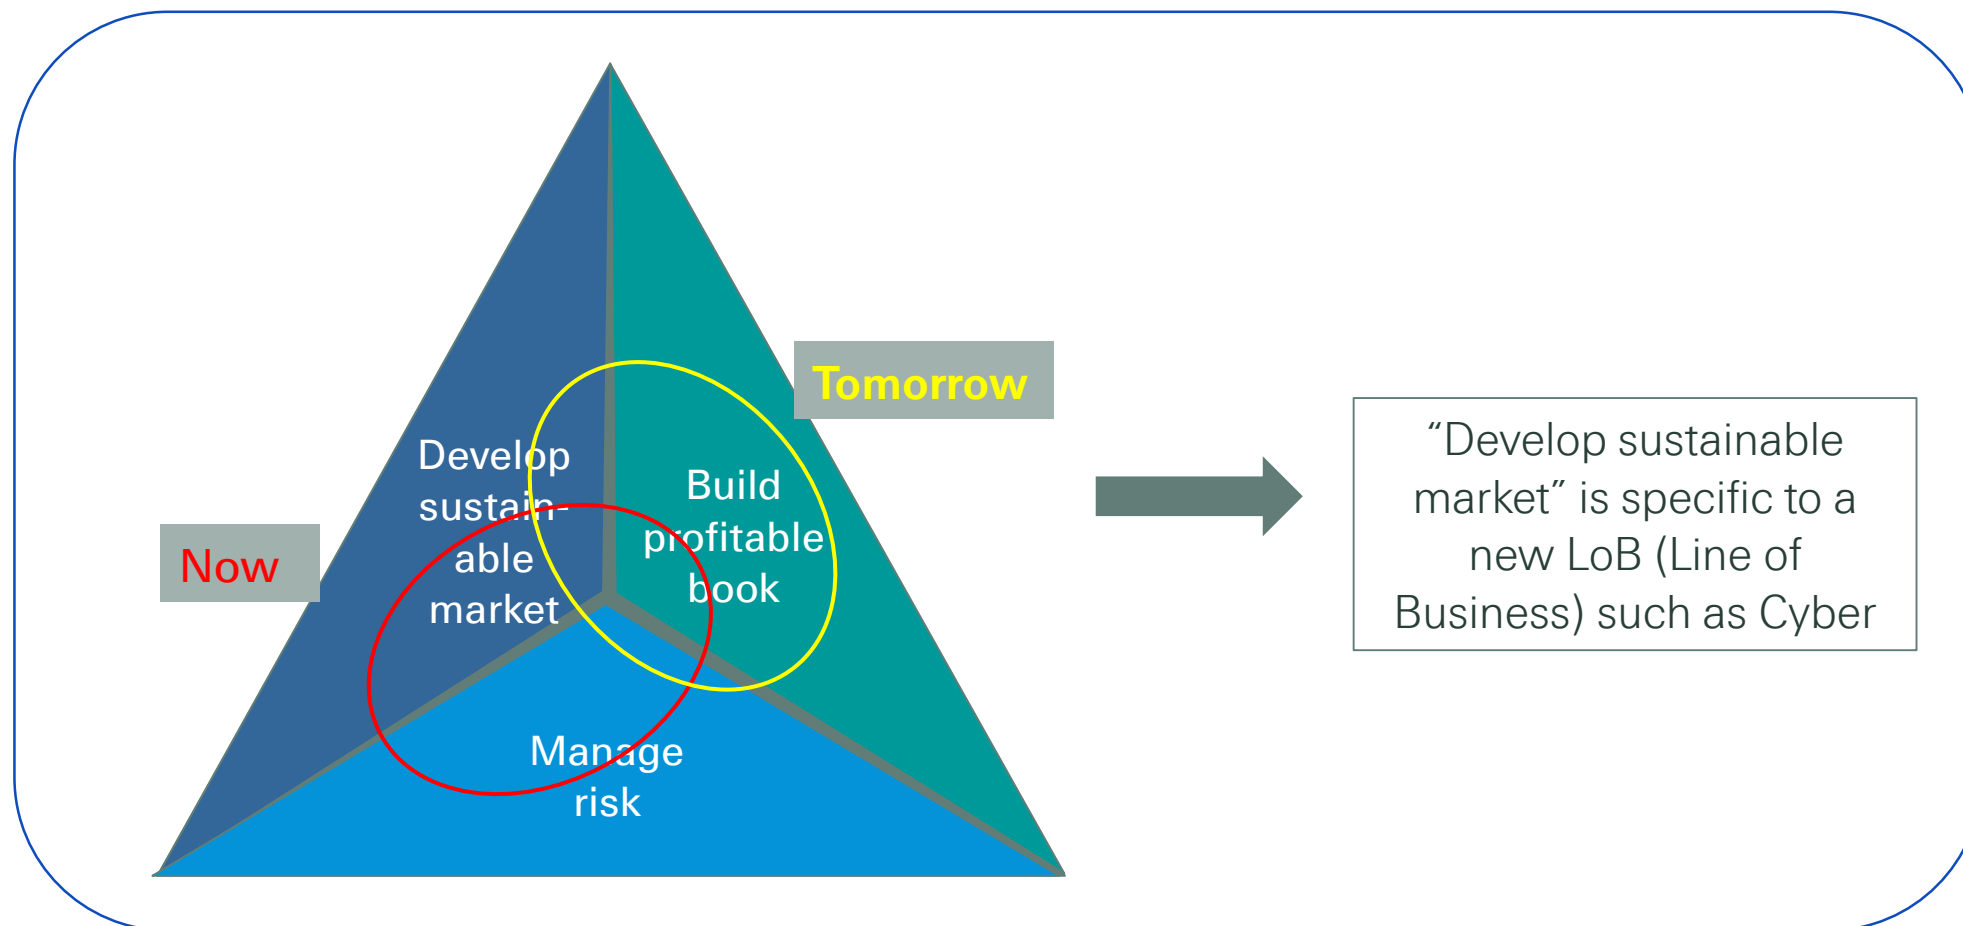 Tomorrow
Develop
sustain-
able
market
Build
profitable
book
Now
Manage
risk
“Develop sustainable
market” is specific to a
new LoB (Line of
Business) such as Cyber